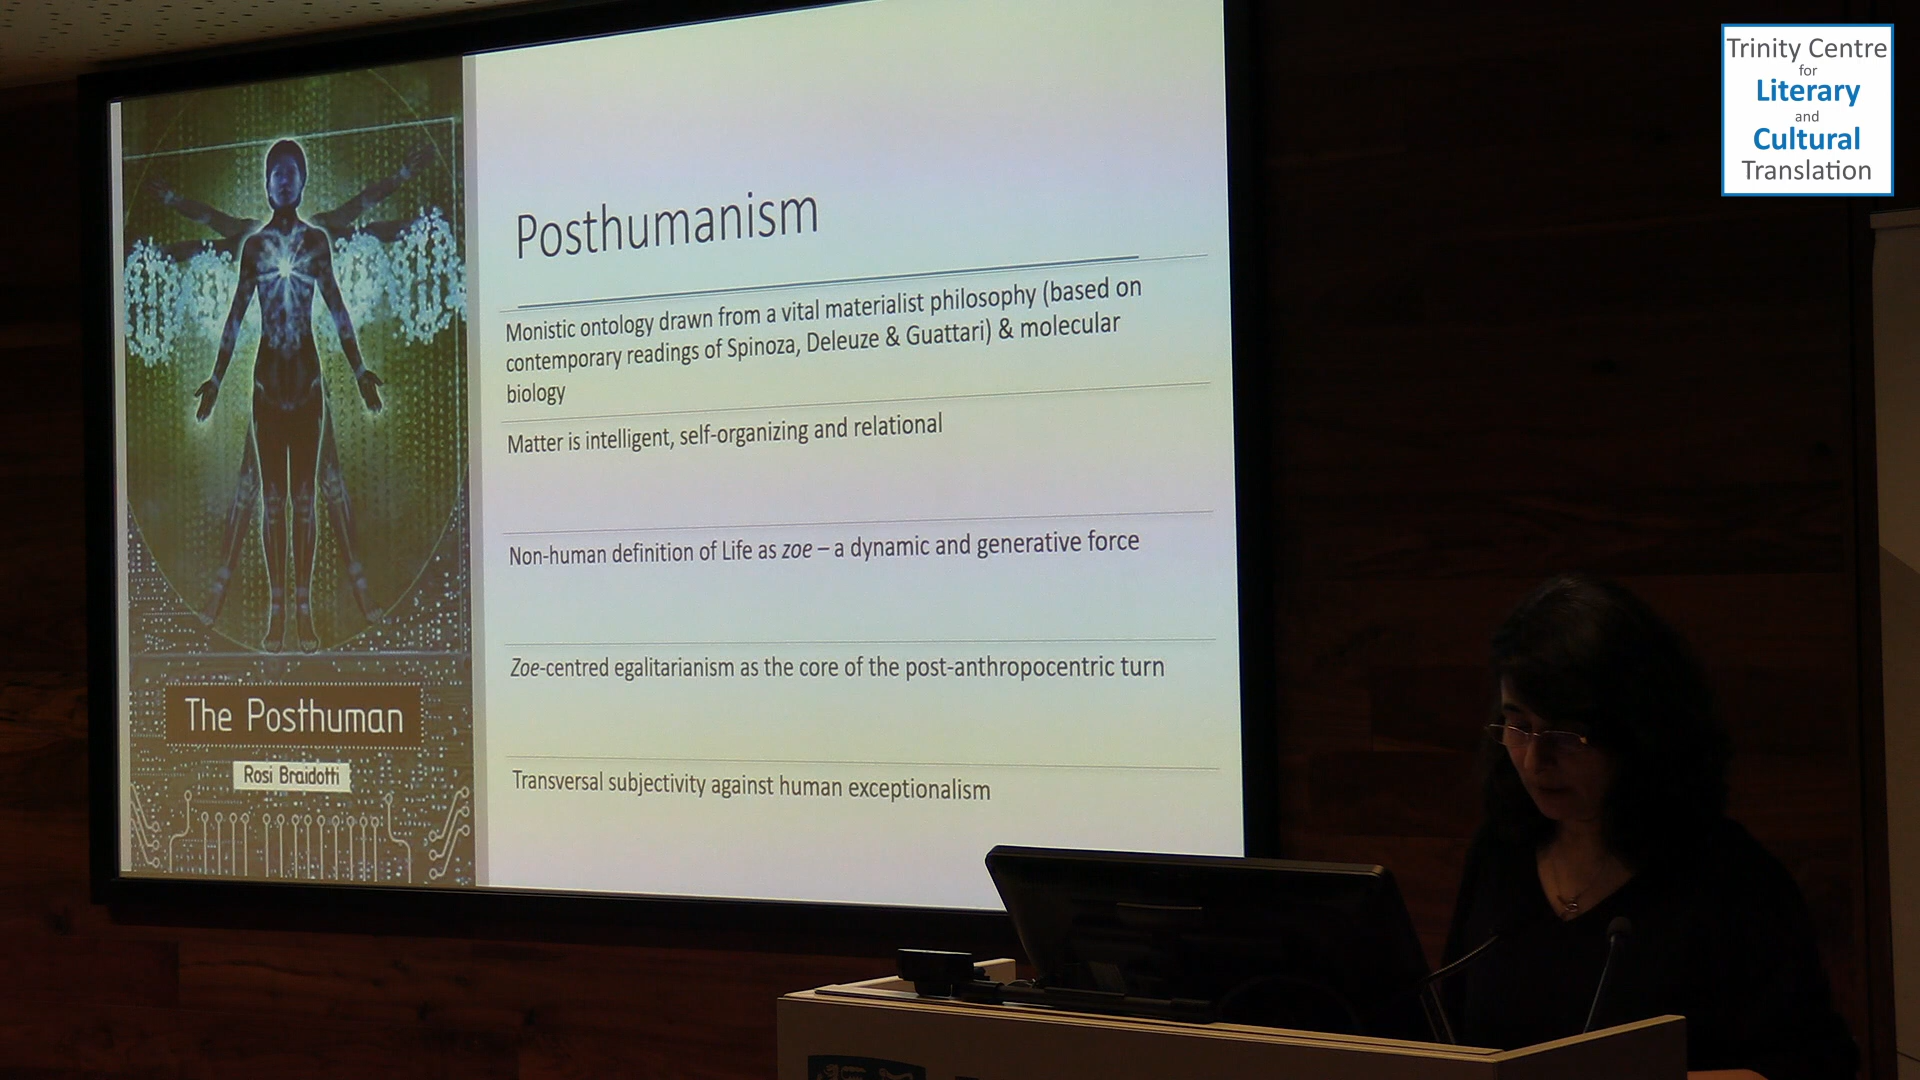 The Posthuman
Rosi Braidotti
Posthumanism
Monistic ontology drawn from a vital materialist philosophy (based on
contemporary readings of Spinoza, Deleuze & Guattari) & molecular
biology
Matter is intelligent, self-organizing and relational
Non-human definition of Life as zoe – a dynamic and generative force
Zoe-centred egalitarianism as the core of the post-anthropocentric turn
Transversal subjectivity against human exceptionalism
Trinity Centre
for
Literary
and
Cultural
Translation